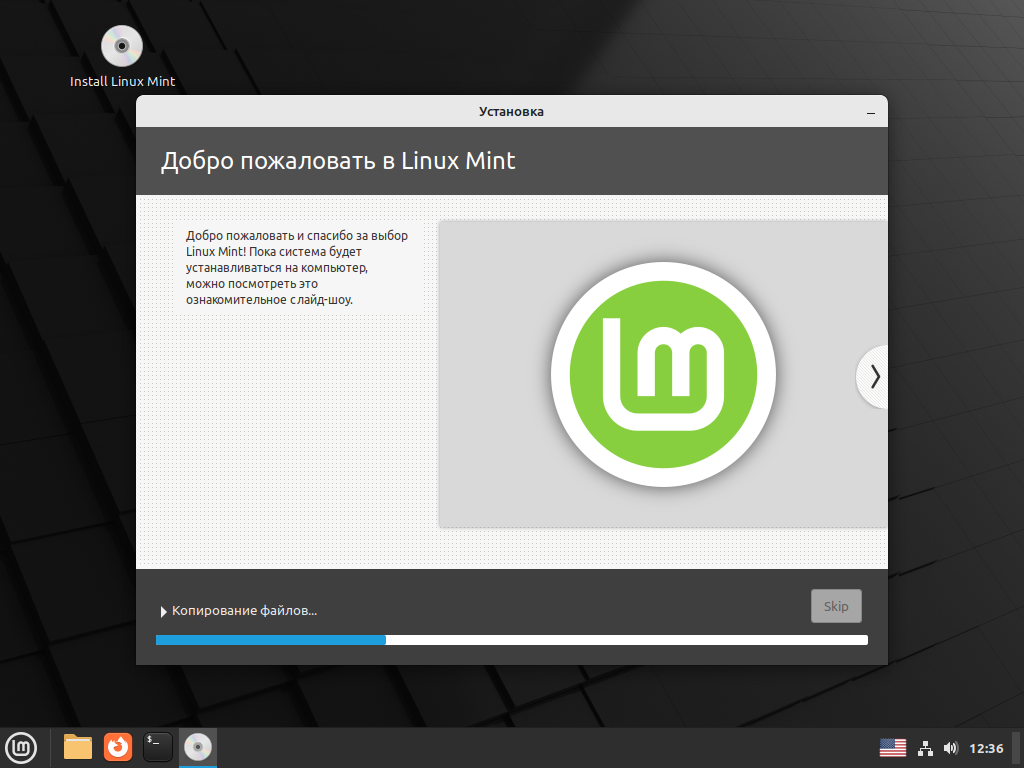 Install Linux Mint
Установка
Добро пожаловать в Linux Mint
Добро пожаловать и спасибо за выбор
Linux Mint! Пока система будет
устанавливаться на компьютер,
можно посмотреть это
ознакомительное слайд-шоу.
Копирование файлов...
Skip
12:36